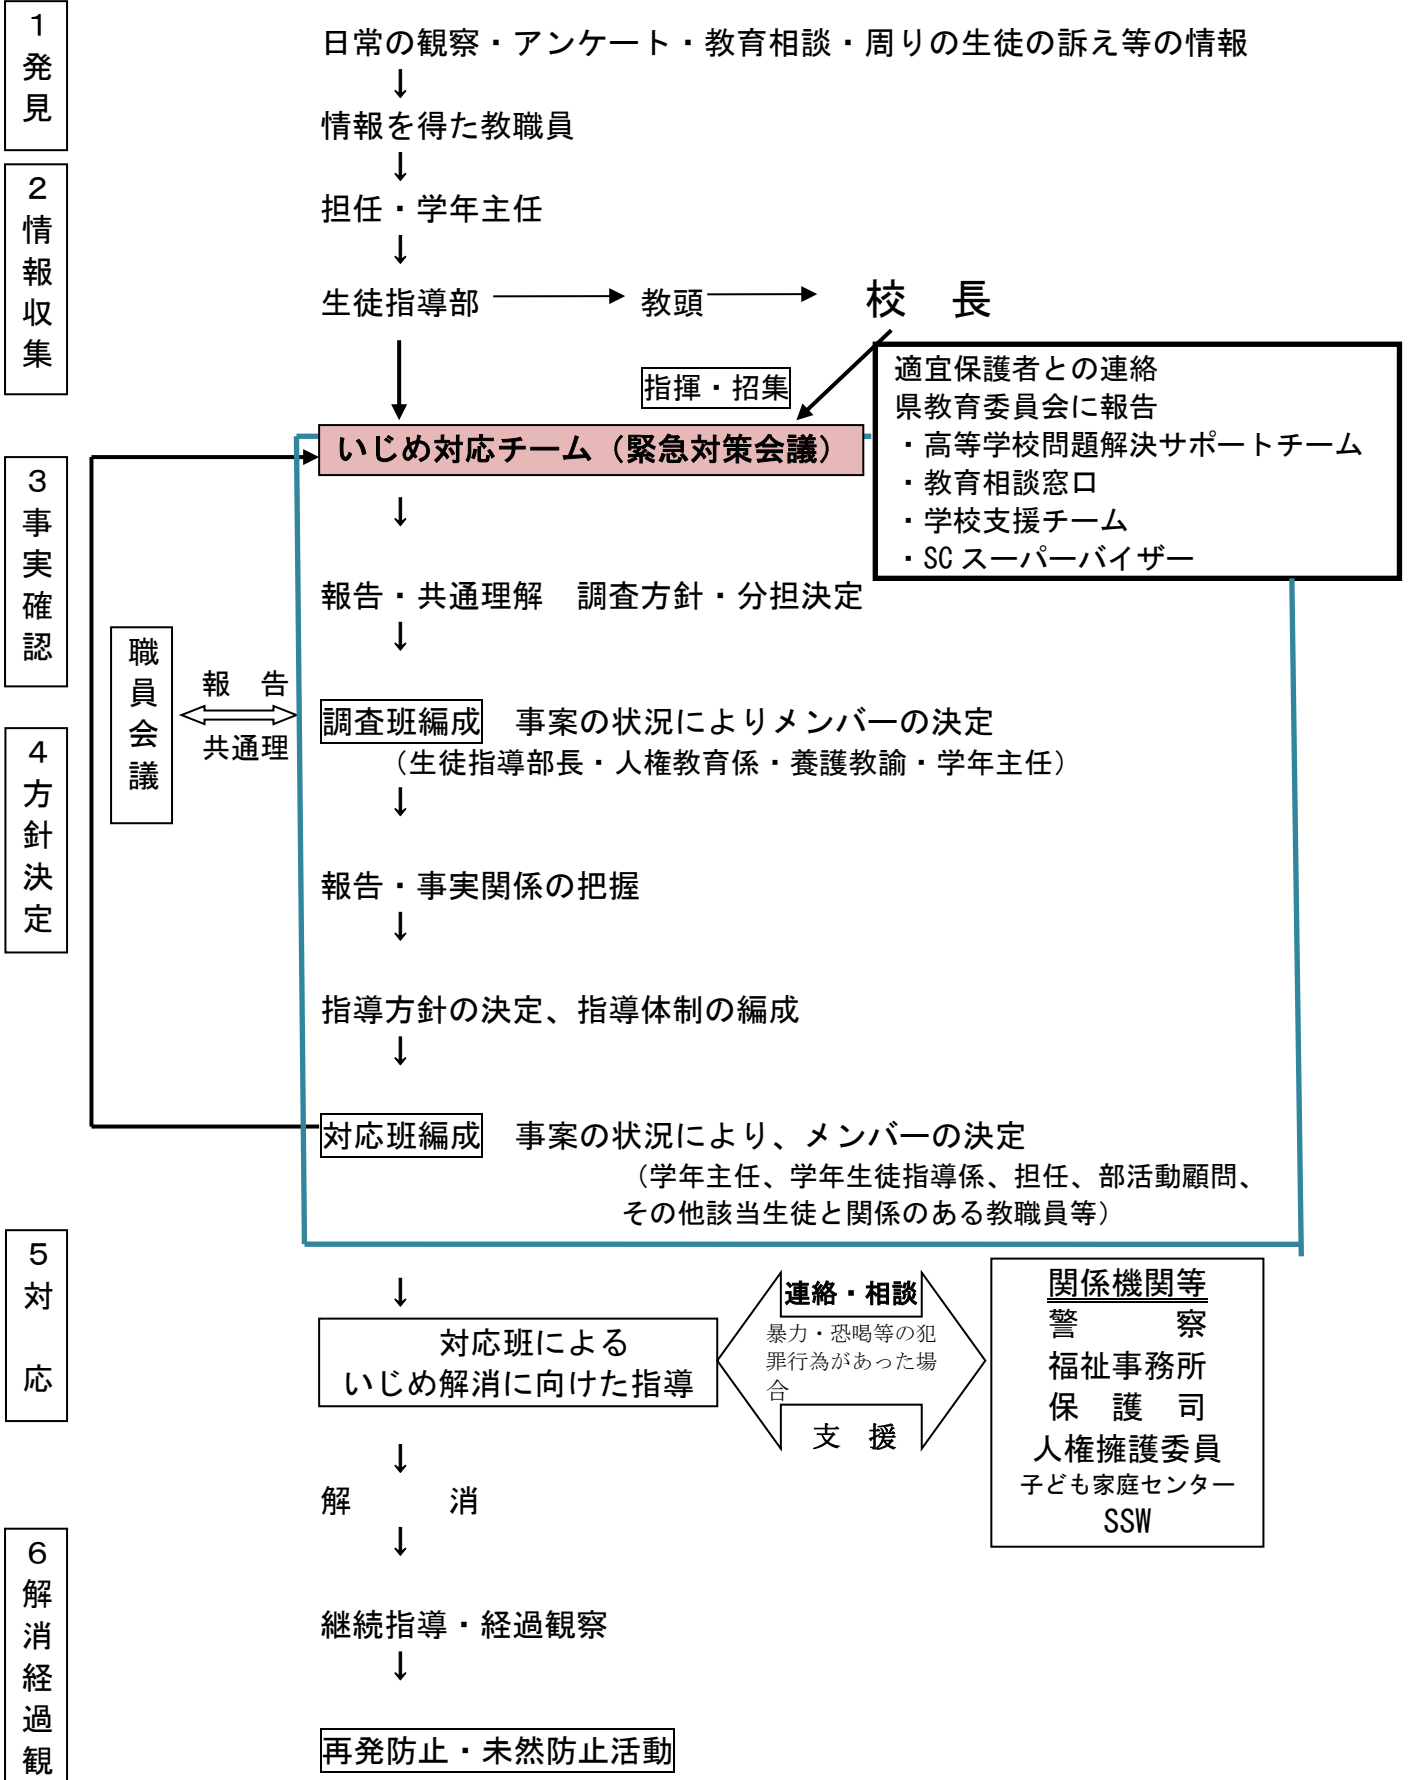 １発見
日常の観察・アンケート・教育相談・周りの生徒の訴え等の情報
↓
情報を得た教職員
↓
２情報収集
担任・学年主任
↓
生徒指導部
教頭
校　長
指揮・招集
適宜保護者との連絡
県教育委員会に報告
・高等学校問題解決サポートチーム
・教育相談窓口
・学校支援チーム
・SCスーパーバイザー
いじめ対応チーム（緊急対策会議）
↓
３事実確認
報告・共通理解　調査方針・分担決定
↓
職員会議
報　告
共通理
調査班編成　事案の状況によりメンバーの決定
（生徒指導部長・人権教育係・養護教諭・学年主任）
↓
４方針決定
報告・事実関係の把握
↓
指導方針の決定、指導体制の編成
↓
対応班編成　事案の状況により、メンバーの決定
（学年主任、学年生徒指導係、担任、部活動顧問、
その他該当生徒と関係のある教職員等）
５対　応
↓
対応班による
いじめ解消に向けた指導
連絡・相談
暴力・恐喝等の犯
罪行為があった場
合
支　援
関係機関等
警　　　察
福祉事務所
保　護　司
人権擁護委員
子ども家庭センター
SSW
↓
解　　　消
↓
６解消経過観
継続指導・経過観察
↓
再発防止・未然防止活動